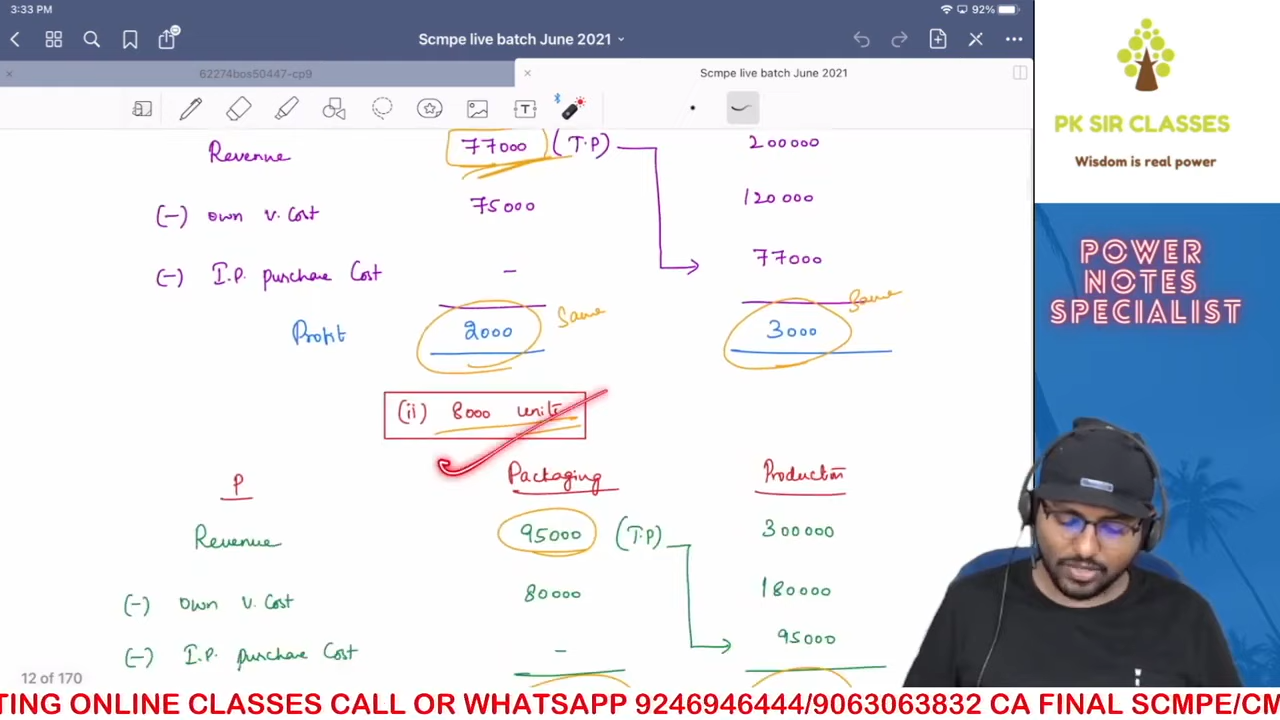 3:33 PM
92%
Scmpe live batch June 2021
62274bos50447-cp9
Scmpe live batch June 2021
T
PK SIR CLASSES
Wisdom is real power
POWER
NOTES
SPECIALIST
Revenue 77000 (T.P) 200000
(-) own v. Cost 75000 120000
(-) I.P. purchase Cost - 77000
Profit 2000 Same 3000 Same
(ii) 8000 units
P Packaging Production
Revenue 95000 (T.P) 300000
(-) own v. Cost 80000 180000
(-) I.P. purchase Cost - 95000
12 of 170
TING ONLINE CLASSES CALL OR WHATSAPP 9246946444/9063063832 CA FINAL SCMPE/CM